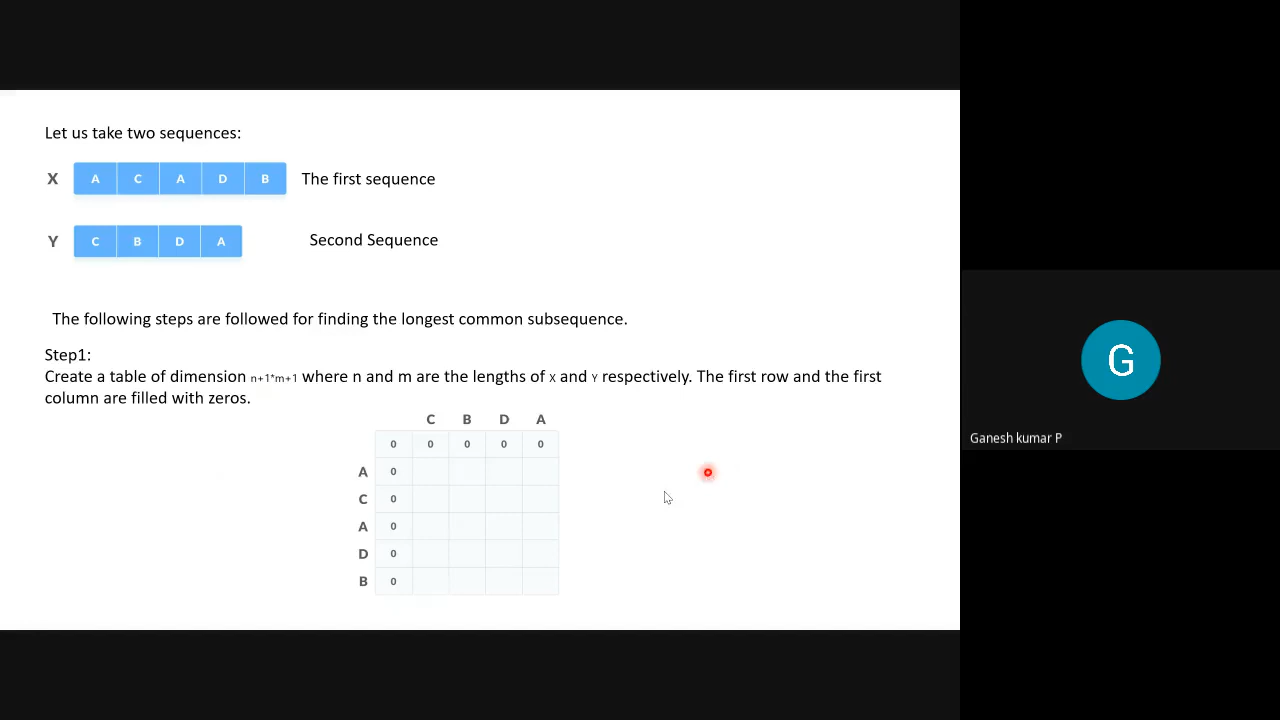 Let us take two sequences:
X A C A D B The first sequence
Y C B D A Second Sequence
The following steps are followed for finding the longest common subsequence.
Step1:
Create a table of dimension n+1*m+1 where n and m are the lengths of X and Y respectively. The first row and the first
column are filled with zeros.
C B D A
0 0 0 0 0
A 0
C 0
A 0
D 0
B 0
G
Ganesh kumar P